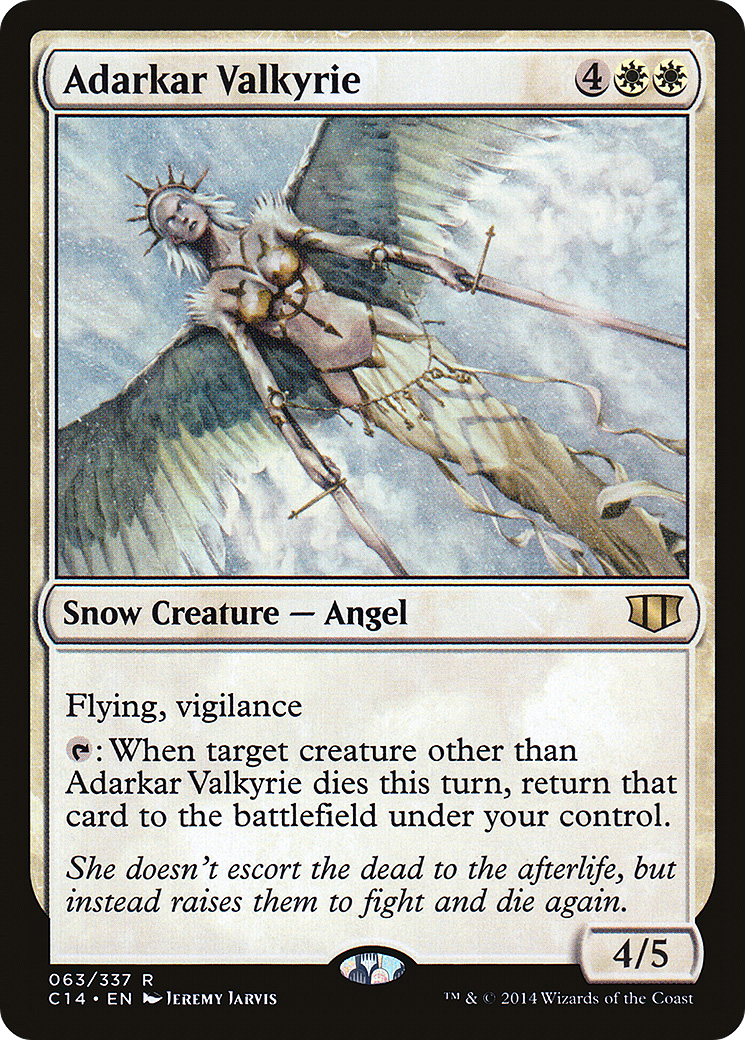 Adarkar Valkyrie 4
Snow Creature — Angel
Flying, vigilance
: When target creature other than
Adarkar Valkyrie dies this turn, return that
card to the battlefield under your control.
She doesn't escort the dead to the afterlife, but
instead raises them to fight and die again.
4/5
063/337 R
C14 • EN Jeremy Jarvis
™ & © 2014 Wizards of the Coast